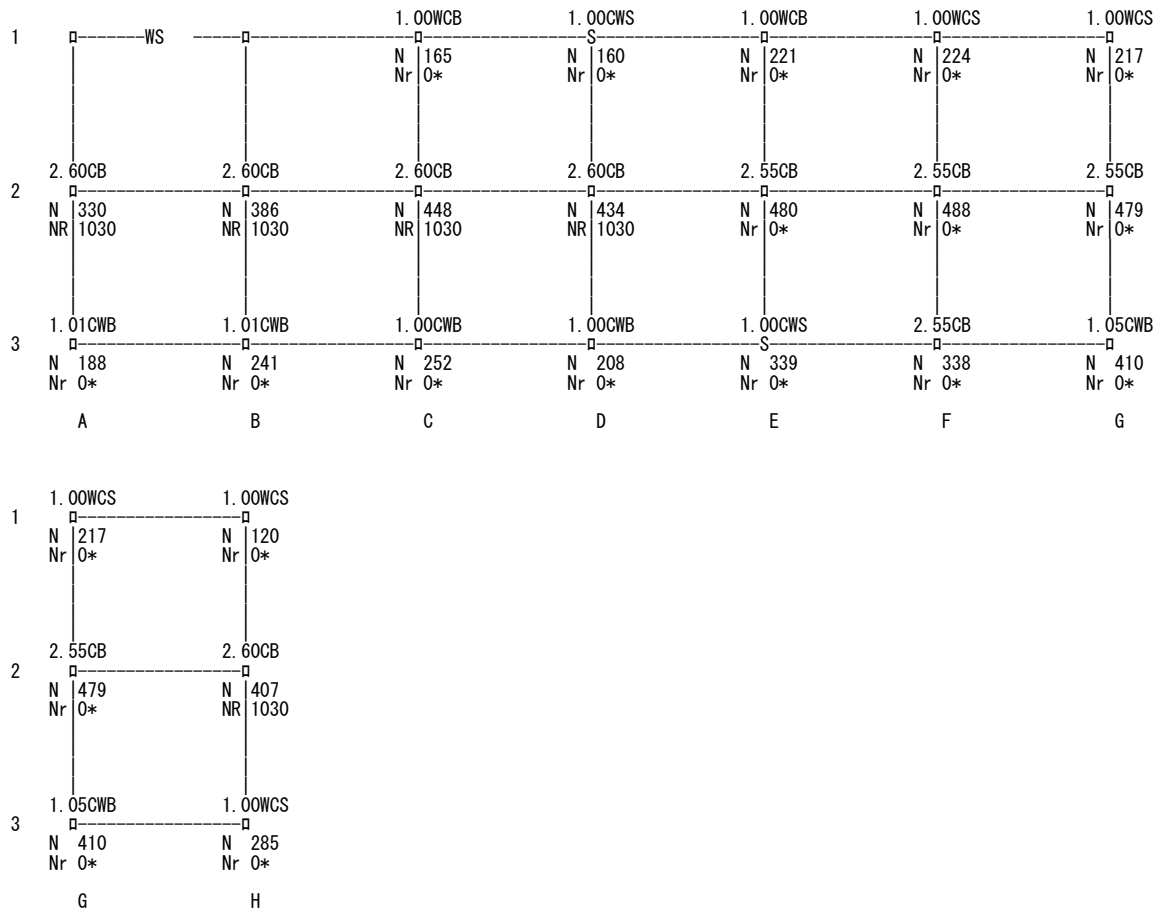 1.00WCB 1.00CWS 1.00WCB 1.00WCS 1.00WCS
1 WS S
N 165 N 160 N 221 N 224 N 217
Nr 0* Nr 0* Nr 0* Nr 0* Nr 0*
2.60CB 2.60CB 2.60CB 2.60CB 2.55CB 2.55CB 2.55CB
2
N 330 N 386 N 448 N 434 N 480 N 488 N 479
NR 1030 NR 1030 NR 1030 NR 1030 Nr 0* Nr 0* Nr 0*
1.01CWB 1.01CWB 1.00CWB 1.00CWB 1.00CWS 2.55CB 1.05CWB
3 S
N 188 N 241 N 252 N 208 N 339 N 338 N 410
Nr 0* Nr 0* Nr 0* Nr 0* Nr 0* Nr 0* Nr 0*
A B C D E F G
1.00WCS 1.00WCS
1
N 217 N 120
Nr 0* Nr 0*
2.55CB 2.60CB
2
N 479 N 407
Nr 0* NR 1030
1.05CWB 1.00WCS
3
N 410 N 285
Nr 0* Nr 0*
G H